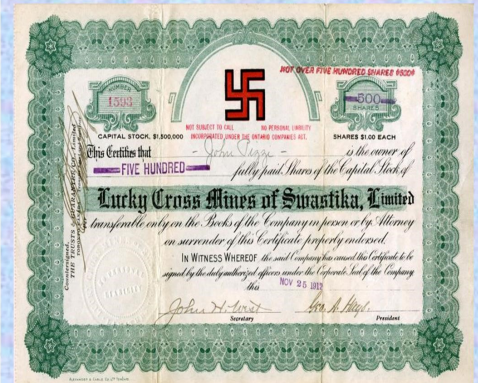 NOT OVER FIVE HUNDRED SHARES $500$
NUMBER
1593
500
SHARES
CAPITAL STOCK, $1,500,000
NOT SUBJECT TO CALL NO PERSONAL LIABILITY
INCORPORATED UNDER THE ONTARIO COMPANIES ACT.
SHARES $1.00 EACH
This Certifies that John is the owner of
FIVE HUNDRED fully paid Shares of the Capital Stock of
Lucky Cross Mines of Swastika, Limited
transferable only on the Books of the Company in person or by Attorney
on surrender of this Certificate properly endorsed.
IN WITNESS WHEREOF the said Company has caused this Certificate to be
signed by the duly authorized officers under the Corporate Seal of the Company
this NOV 25 1912
John H. West
Secretary
President
Countersigned.